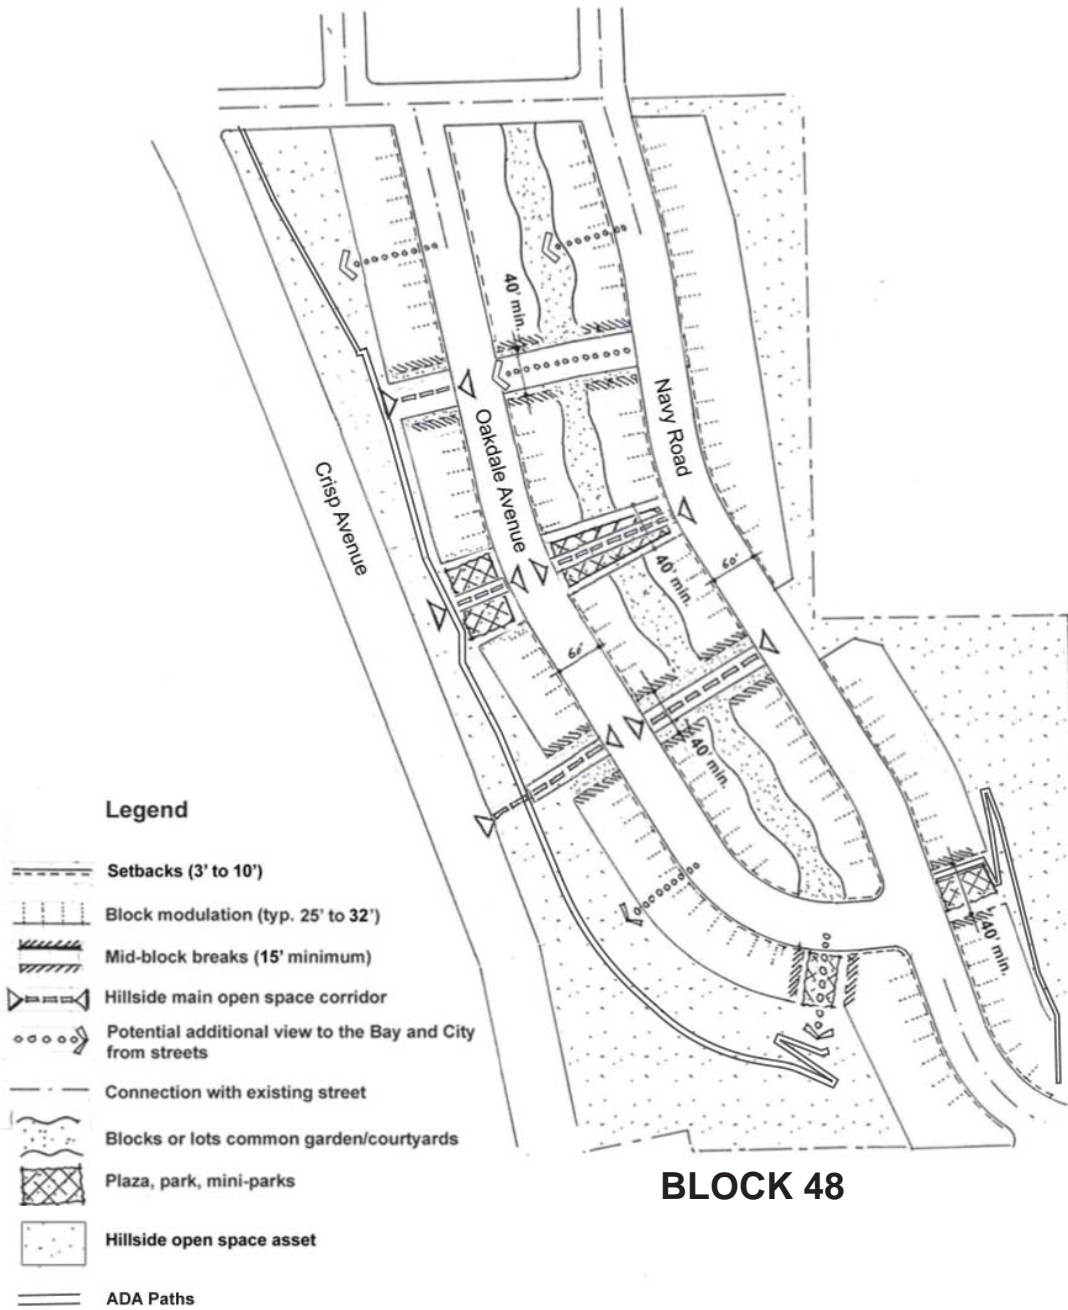 40' min.
Navy Road
Oakdale Avenue
Crisp Avenue
60'
40' min.
60'
40' min.
40' min.
Legend
Setbacks (3' to 10')
Block modulation (typ. 25' to 32')
Mid-block breaks (15' minimum)
Hillside main open space corridor
Potential additional view to the Bay and City
from streets
Connection with existing street
Blocks or lots common garden/courtyards
Plaza, park, mini-parks
Hillside open space asset
ADA Paths
BLOCK 48